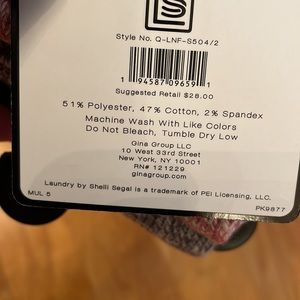 Style No. Q-LNF-S504/2
1 94587 09659 1
Suggested Retail $28.00
51% Polyester, 47% Cotton, 2% Spandex
Machine Wash With Like Colors
Do Not Bleach, Tumble Dry Low
Gina Group LLC
10 West 33rd Street
New York, NY 10001
RN# 121229
ginagroup.com
Laundry by Shelli Segal is a trademark of PEI Licensing, LLC.
MUL 5
PK9877